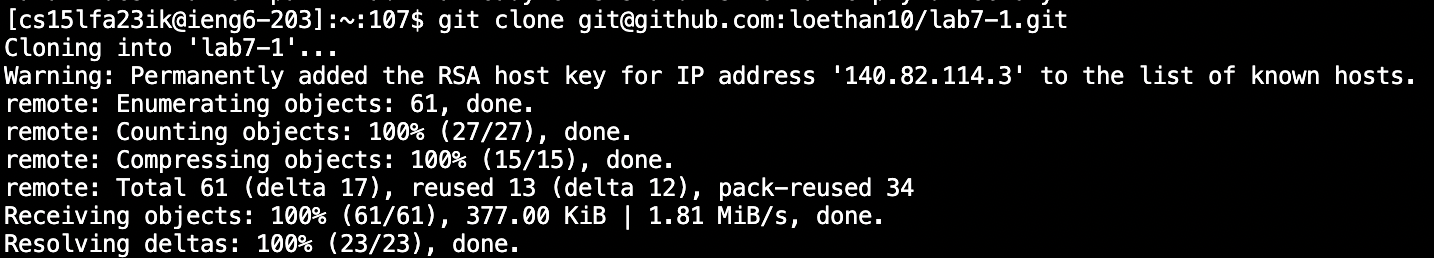 [cs15lfa23ik@ieng6-203]:~:107$ git clone git@github.com:loethan10/lab7-1.git
Cloning into 'lab7-1'...
Warning: Permanently added the RSA host key for IP address '140.82.114.3' to the list of known hosts.
remote: Enumerating objects: 61, done.
remote: Counting objects: 100% (27/27), done.
remote: Compressing objects: 100% (15/15), done.
remote: Total 61 (delta 17), reused 13 (delta 12), pack-reused 34
Receiving objects: 100% (61/61), 377.00 KiB | 1.81 MiB/s, done.
Resolving deltas: 100% (23/23), done.